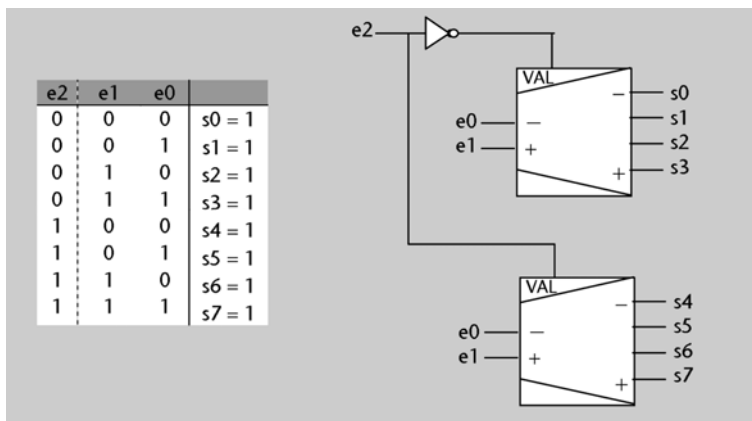 e2 e1 e0
0 0 0 s0 = 1
0 0 1 s1 = 1
0 1 0 s2 = 1
0 1 1 s3 = 1
1 0 0 s4 = 1
1 0 1 s5 = 1
1 1 0 s6 = 1
1 1 1 s7 = 1
e2
VAL
− s0
e0 − s1
e1 + s2
+ s3
VAL
− s4
e0 − s5
e1 + s6
+ s7